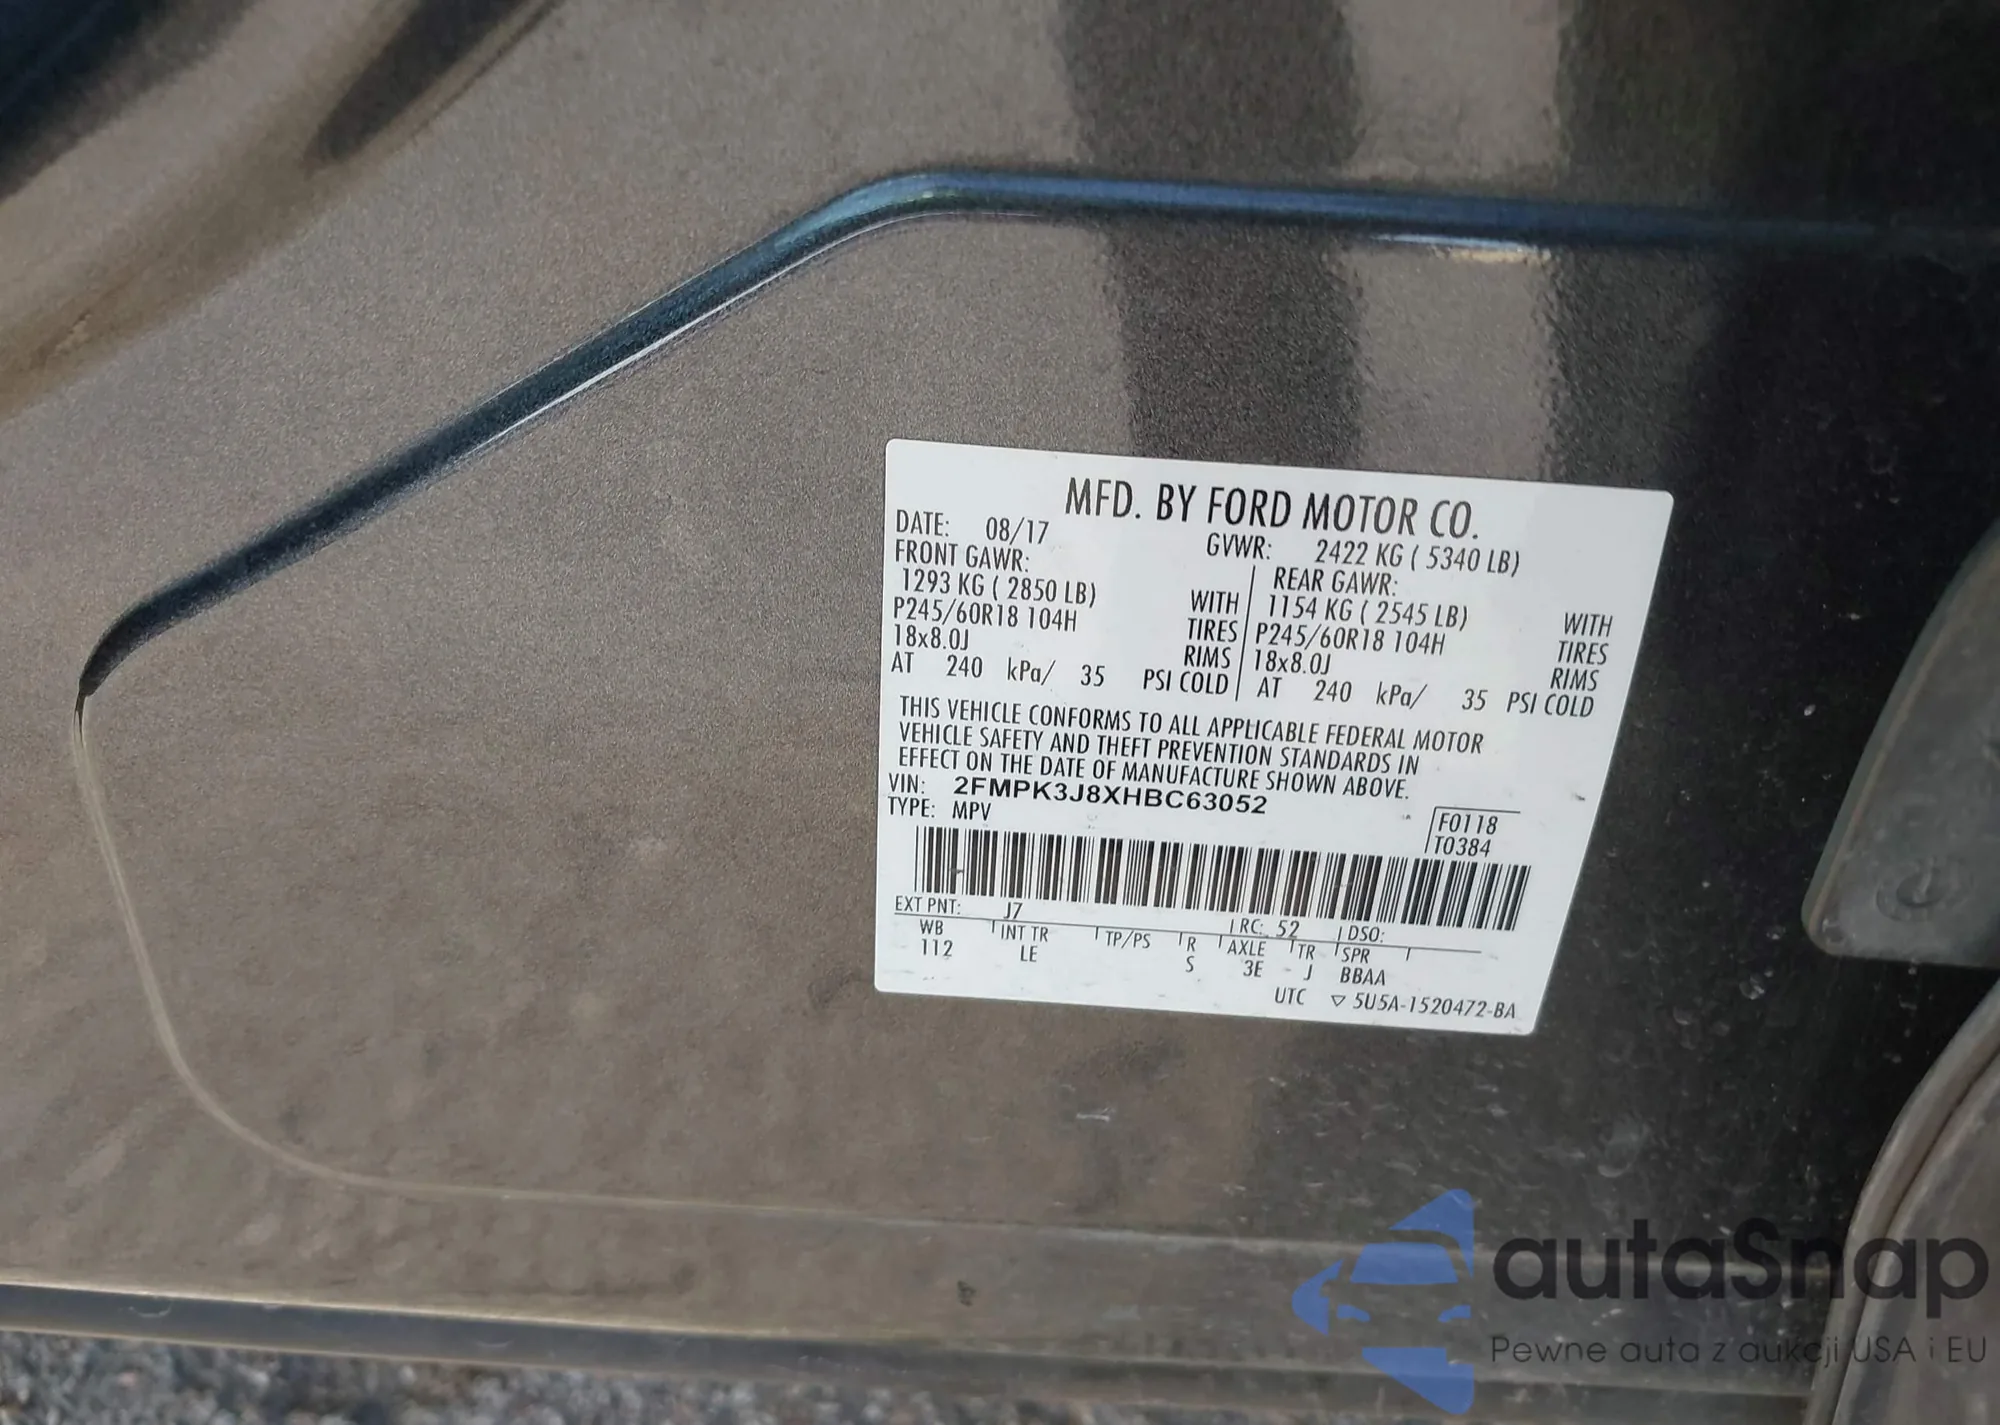 MFD. BY FORD MOTOR CO.
DATE: 08/17 GVWR: 2422 KG ( 5340 LB)
FRONT GAWR: REAR GAWR:
1293 KG ( 2850 LB) WITH 1154 KG ( 2545 LB) WITH
P245/60R18 104H TIRES P245/60R18 104H TIRES
18x8.0J RIMS 18x8.0J RIMS
AT 240 kPa/ 35 PSI COLD AT 240 kPa/ 35 PSI COLD
THIS VEHICLE CONFORMS TO ALL APPLICABLE FEDERAL MOTOR
VEHICLE SAFETY AND THEFT PREVENTION STANDARDS IN
EFFECT ON THE DATE OF MANUFACTURE SHOWN ABOVE.
VIN: 2FMPK3J8XHBC63052
TYPE: MPV
F0118
T0384
EXT PNT: J7 RC: 52 DSO:
WB INT TR TP/PS R AXLE TR SPR
112 LE S 3E J BBAA
UTC ▽ 5U5A-1520472-BA
autaSnap
Pewne auta z aukcji USA i EU